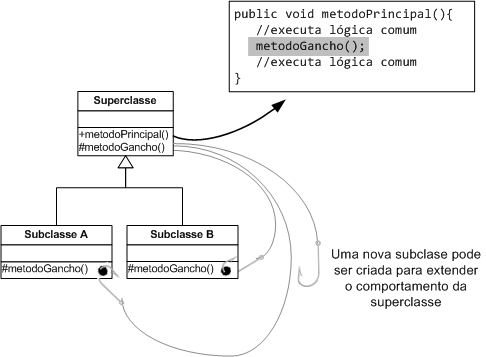 public void metodoPrincipal(){
//executa lógica comum
metodoGancho();
//executa lógica comum
}
Superclasse
+metodoPrincipal()
#metodoGancho()
Subclasse A
#metodoGancho()
Subclasse B
#metodoGancho()
Uma nova subclase pode
ser criada para extender
o comportamento da
superclasse